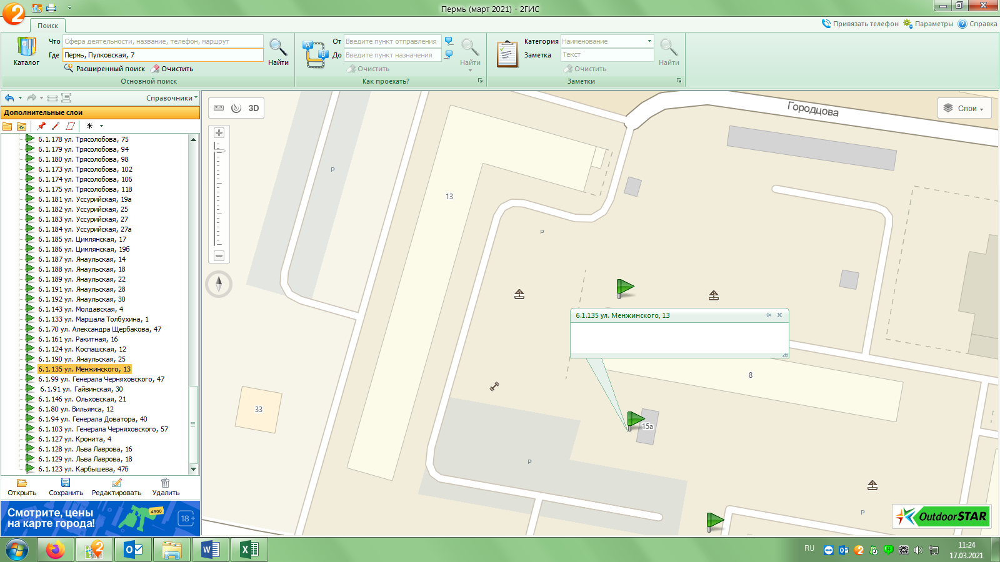 Пермь (март 2021) - 2ГИС
Поиск
Привязать телефон
Параметры
Справка
Каталог
Что
Сфера деятельности, название, телефон, маршрут
Где
Пермь, Пулковская, 7
Расширенный поиск
Очистить
Найти
Основной поиск
От
Введите пункт отправления
До
Введите пункт назначения
Очистить
Найти
Как проехать?
Категория
Наименование
Заметка
Текст
Очистить
Найти
Заметки
Справочники
Дополнительные слои
6.1.178 ул. Трясолобова, 75
6.1.179 ул. Трясолобова, 94
6.1.180 ул. Трясолобова, 98
6.1.173 ул. Трясолобова, 102
6.1.174 ул. Трясолобова, 106
6.1.175 ул. Трясолобова, 118
6.1.181 ул. Уссурийская, 19а
6.1.182 ул. Уссурийская, 25
6.1.183 ул. Уссурийская, 27
6.1.184 ул. Уссурийская, 27а
6.1.185 ул. Цимлянская, 17
6.1.186 ул. Цимлянская, 19б
6.1.187 ул. Янаульская, 14
6.1.188 ул. Янаульская, 18
6.1.189 ул. Янаульская, 22
6.1.191 ул. Янаульская, 28
6.1.192 ул. Янаульская, 30
6.1.143 ул. Молдавская, 4
6.1.133 ул. Маршала Толбухина, 1
6.1.70 ул. Александра Щербакова, 47
6.1.161 ул. Ракитная, 16
6.1.124 ул. Коспашская, 12
6.1.190 ул. Янаульская, 25
6.1.135 ул. Менжинского, 13
6.1.99 ул. Генерала Черняховского, 47
6.1.91 ул. Гайвинская, 30
6.1.146 ул. Ольховская, 21
6.1.80 ул. Вильямса, 12
6.1.94 ул. Генерала Доватора, 40
6.1.103 ул. Генерала Черняховского, 57
6.1.127 ул. Кронита, 4
6.1.128 ул. Льва Лаврова, 16
6.1.129 ул. Льва Лаврова, 18
6.1.123 ул. Карбышева, 47б
Открыть
Сохранить
Редактировать
Удалить
Смотрите, цены
на карте города!
4900
18+
3D
Слои
Городцова
P
13
P
6.1.135 ул. Менжинского, 13
8
33
15а
P
P
OutdoorSTAR
RU
11:24
17.03.2021